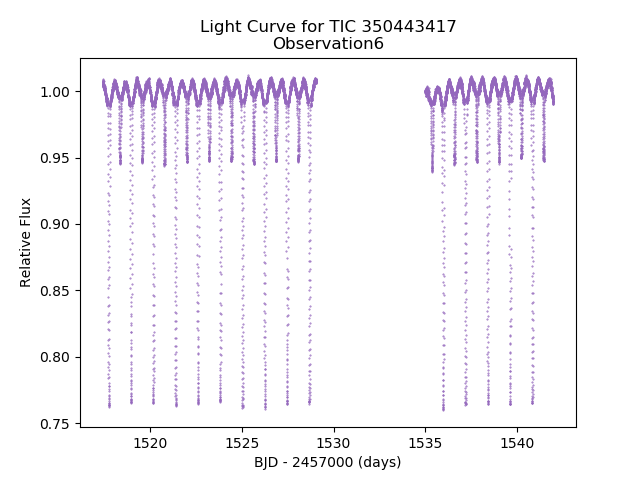 Light Curve for TIC 350443417
Observation6
1.00
0.95
0.90
0.85
0.80
0.75
Relative Flux
1520
1525
1530
1535
1540
BJD - 2457000 (days)